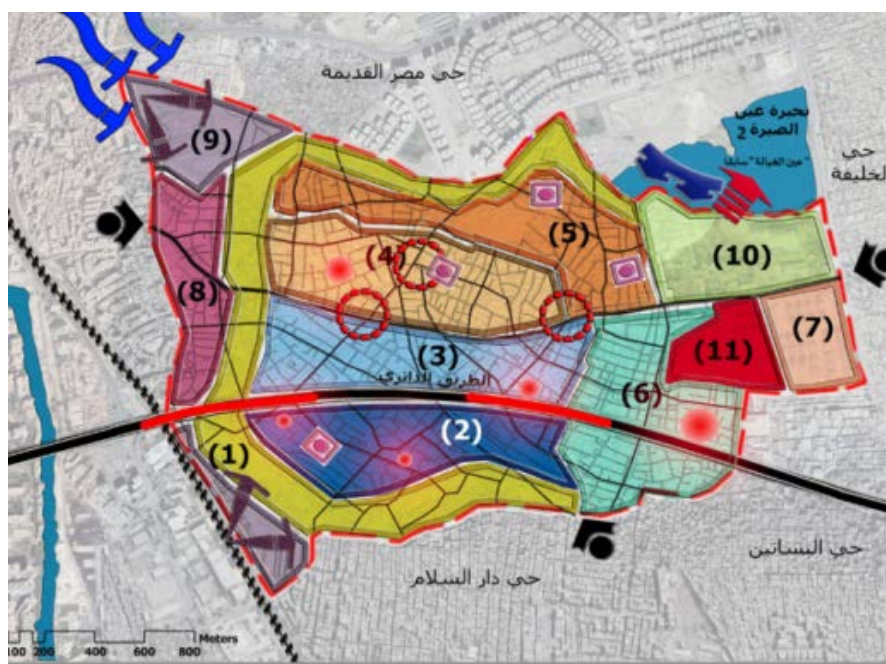 حي مصر القديمة
بحيرة عين
الصيرة 2
"عين الحيالة" سابقا
حي
الخليفة
(9)
(5)
(4)
(10)
(8)
(3)
(7)
(11)
الطريق الدائري
(6)
(2)
(1)
حي البساتين
حي دار السلام
100 200 400 600 800 Meters